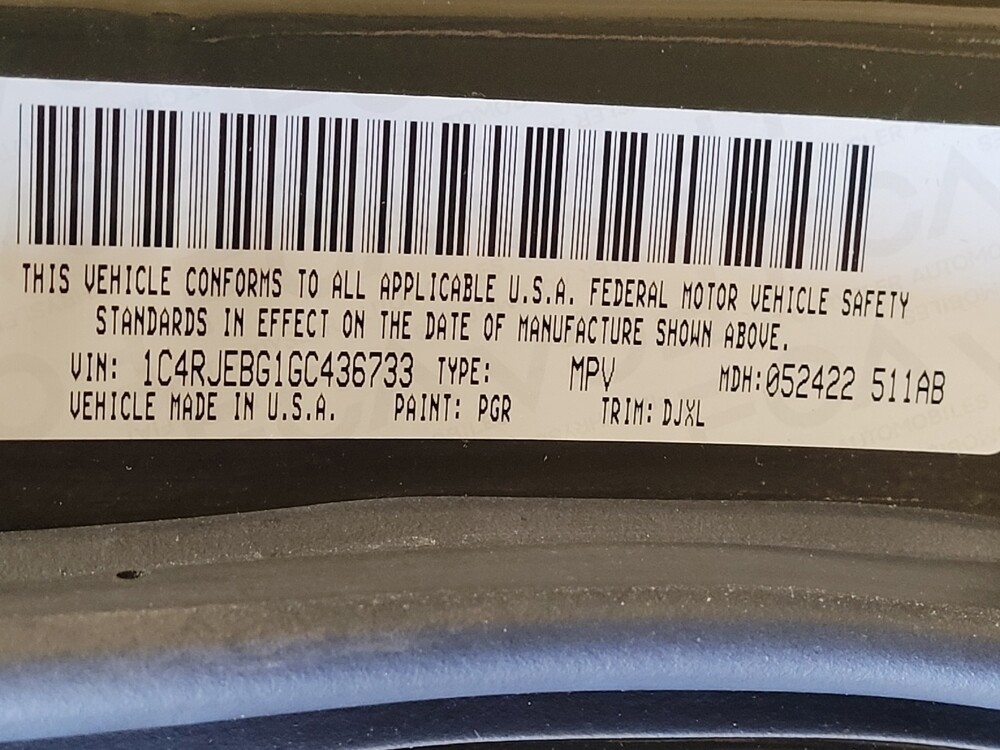 THIS VEHICLE CONFORMS TO ALL APPLICABLE U.S.A. FEDERAL MOTOR VEHICLE SAFETY
STANDARDS IN EFFECT ON THE DATE OF MANUFACTURE SHOWN ABOVE.
VIN: 1C4RJEBG1GC436733 TYPE: MPV MDH:052422 511AB
VEHICLE MADE IN U.S.A. PAINT: PGR TRIM: DJXL